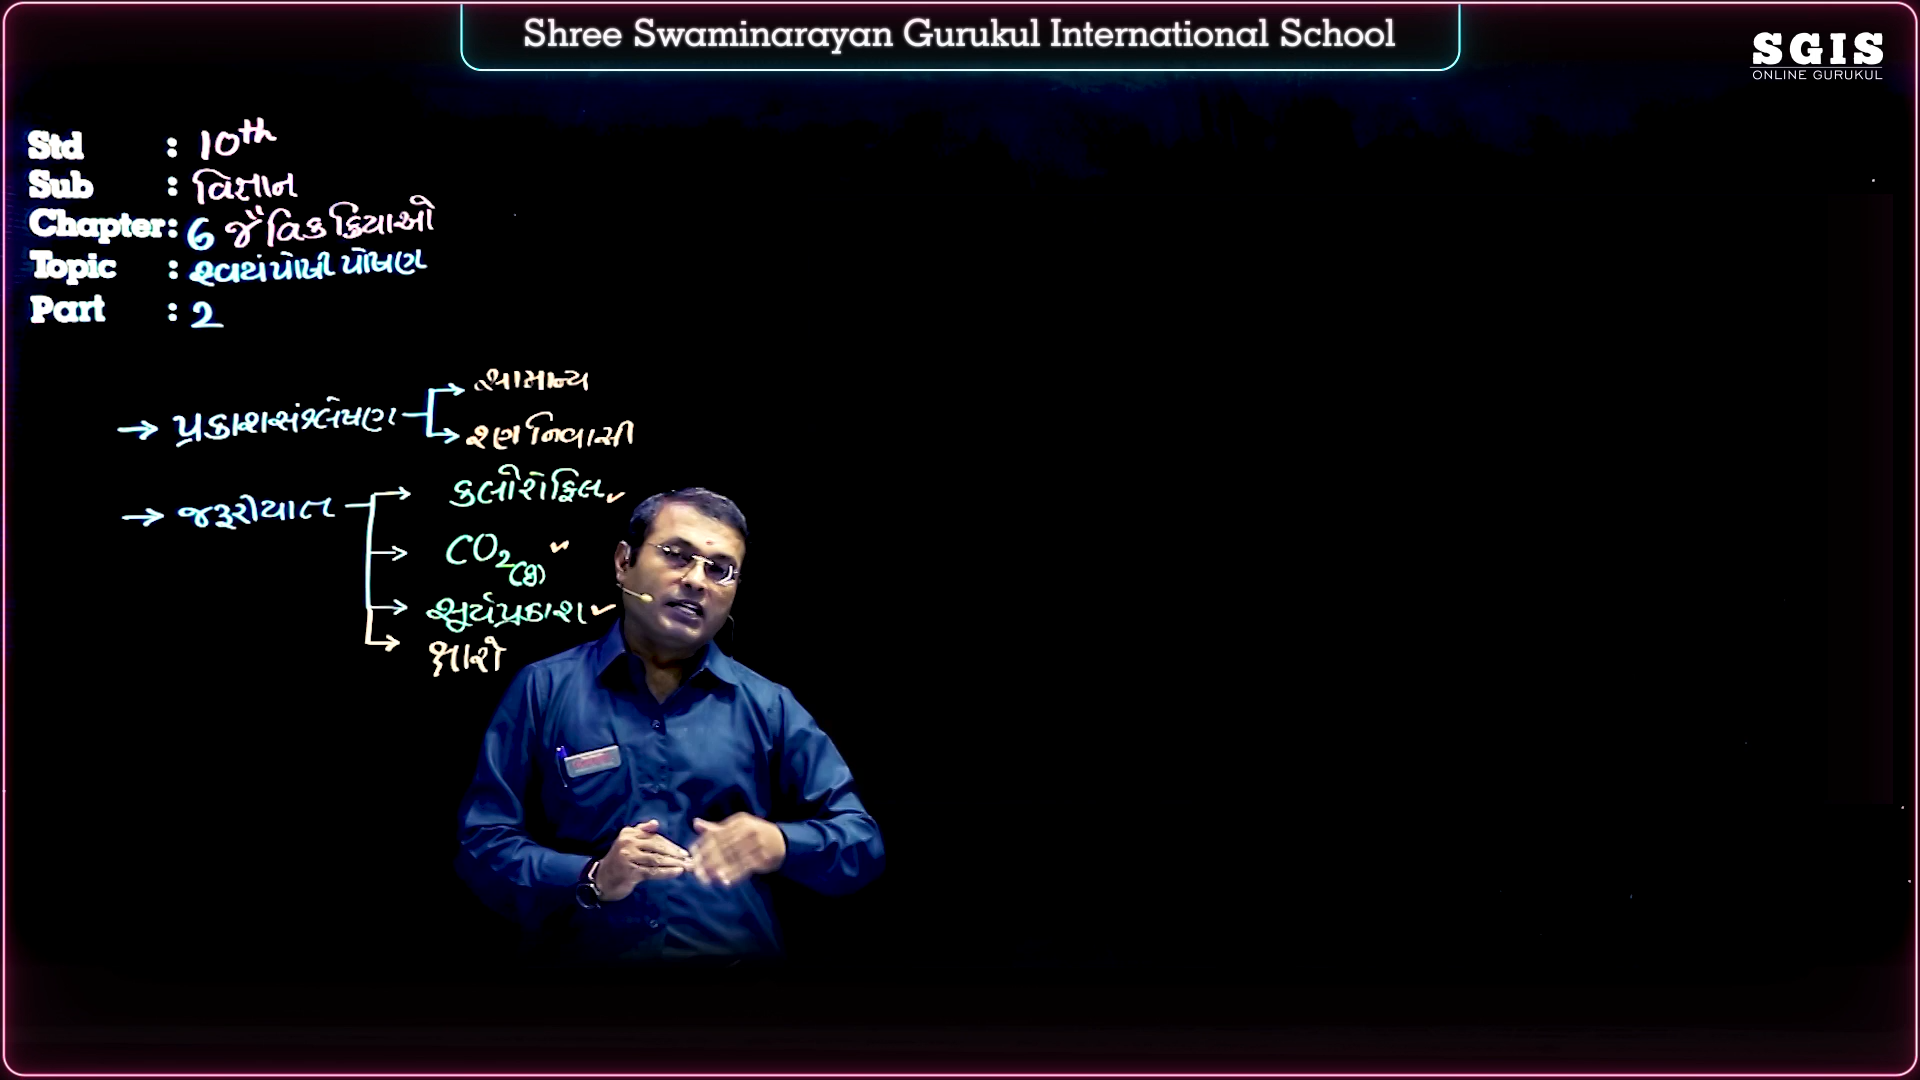 Shree Swaminarayan Gurukul International School
SGIS
ONLINE GURUKUL
Std : 10th
Sub : વિજ્ઞાન
Chapter : 6 જૈવિક ક્રિયાઓ
Topic : સ્વયંપોષી પોષણ
Part : 2
→ પ્રકાશસંશ્લેષણ → સામાન્ય
→ રણ નિવાસી
→ જરૂરીયાત → ક્લોરોફિલ ✓
→ CO2(g) ✓
→ સૂર્યપ્રકાશ ✓
→ ક્ષારો